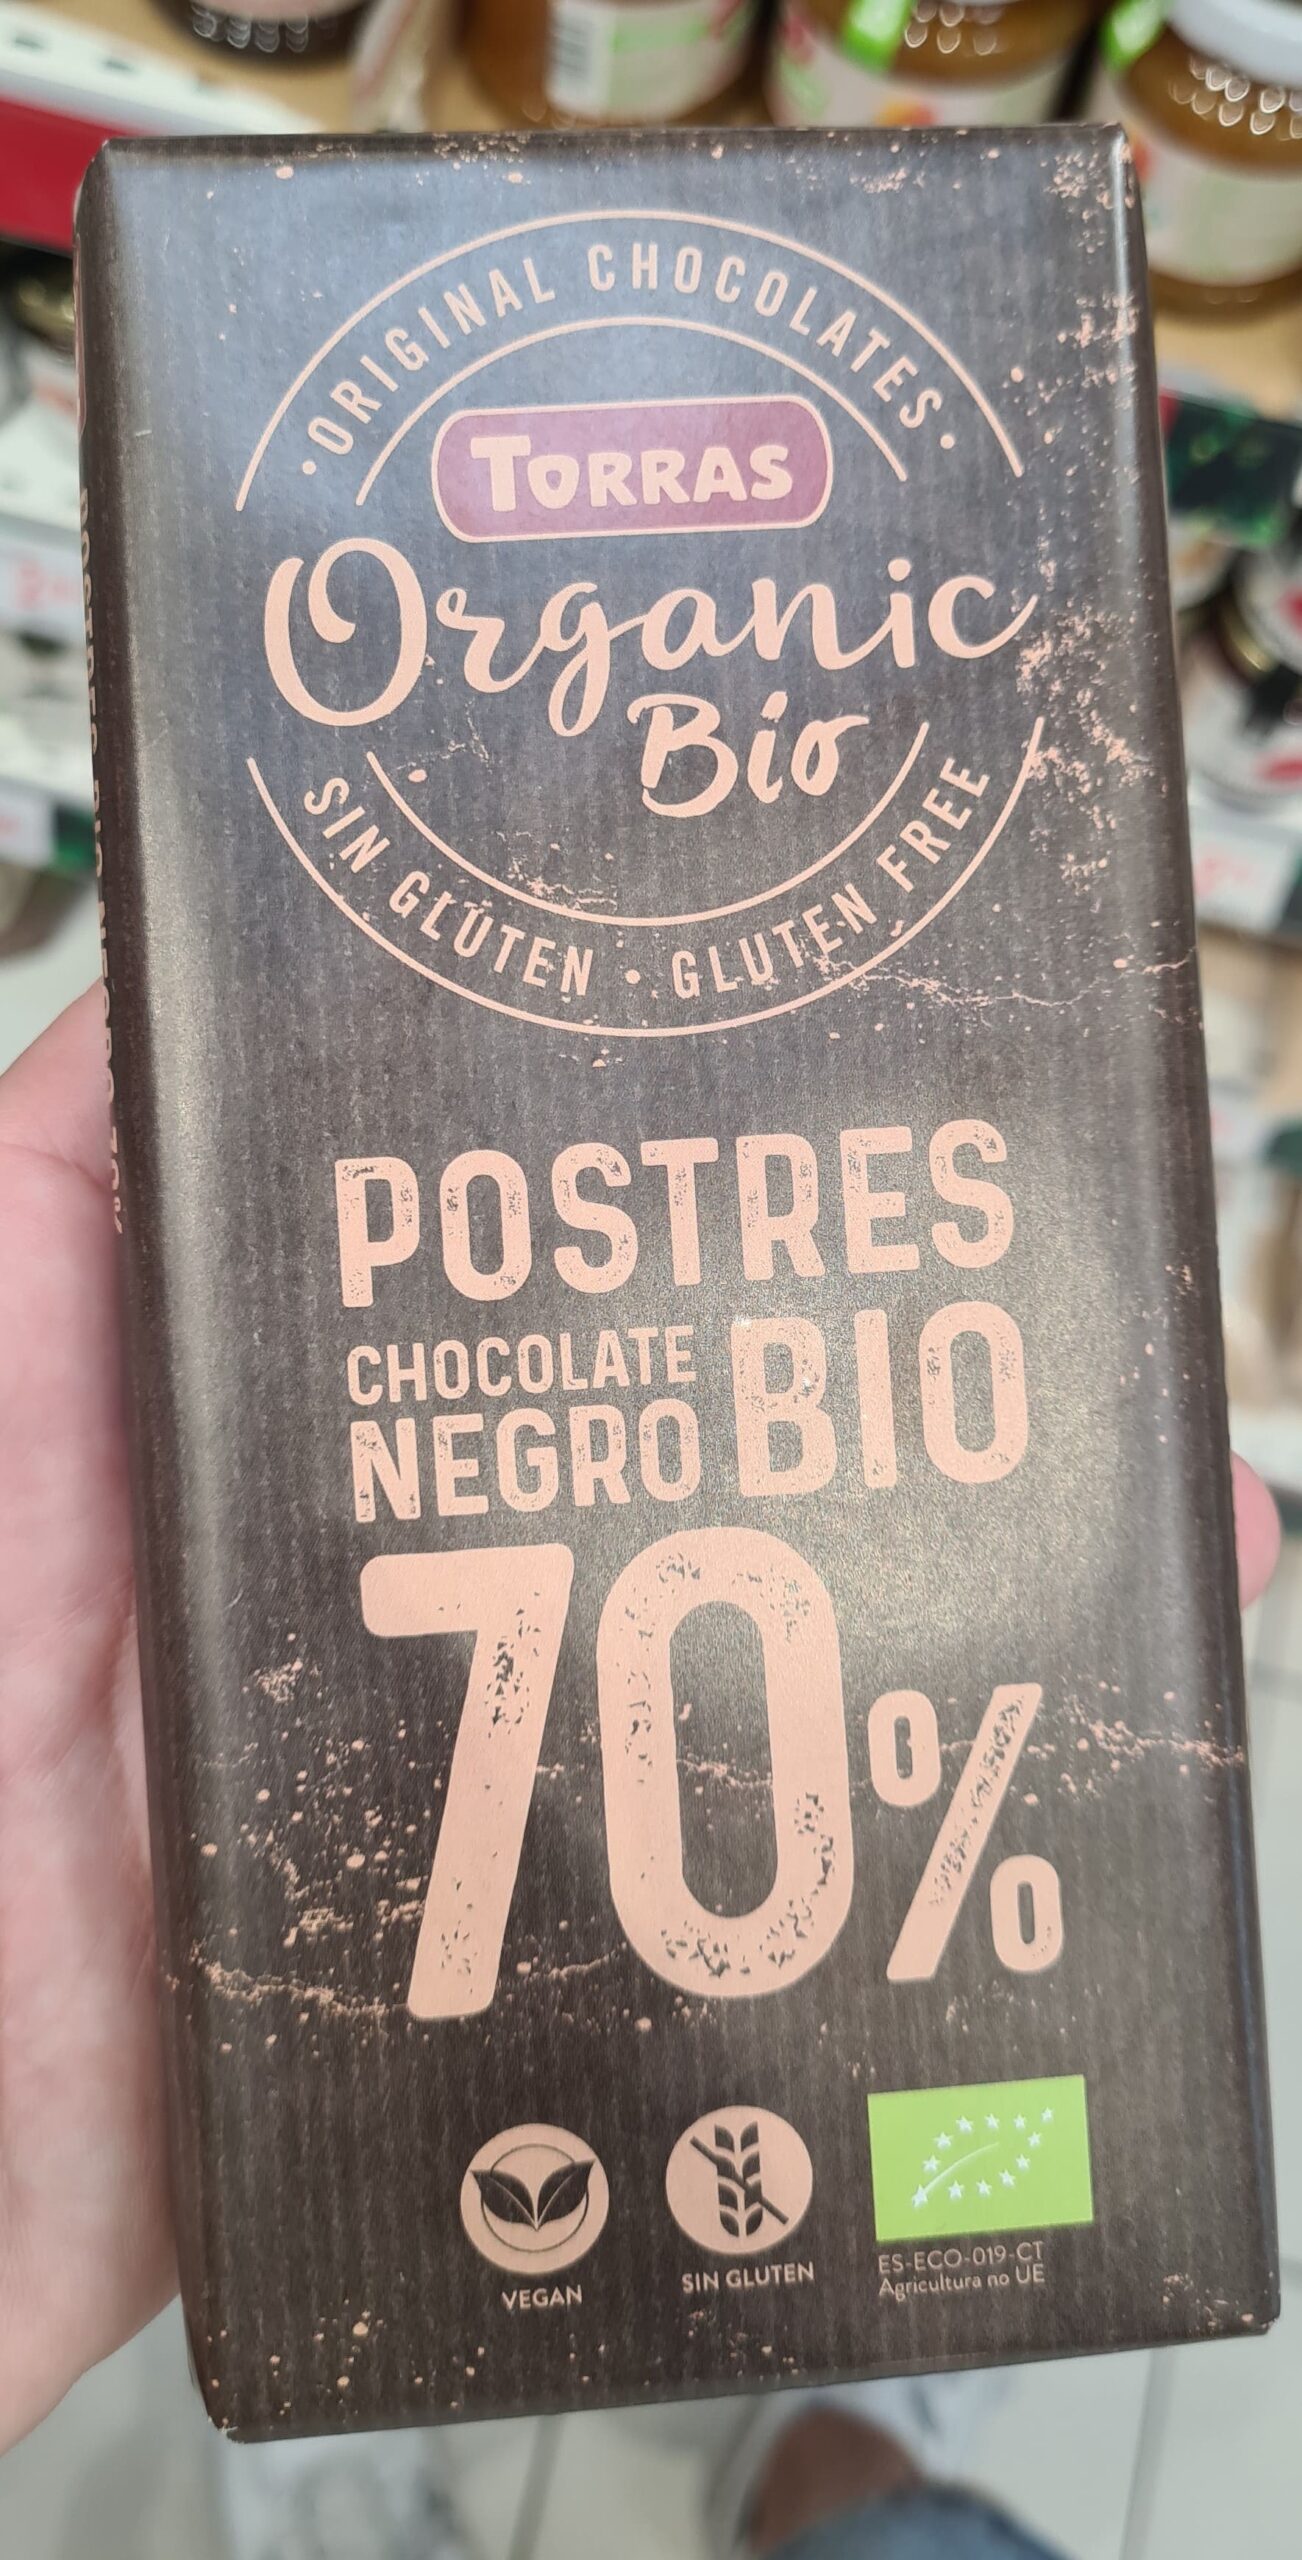 · ORIGINAL CHOCOLATES ·
TORRAS
Organic
Bio
SIN GLUTEN · GLUTEN FREE
POSTRES
CHOCOLATE
NEGRO BIO
70%
VEGAN
SIN GLUTEN
ES-ECO-019-CT
Agricultura no UE